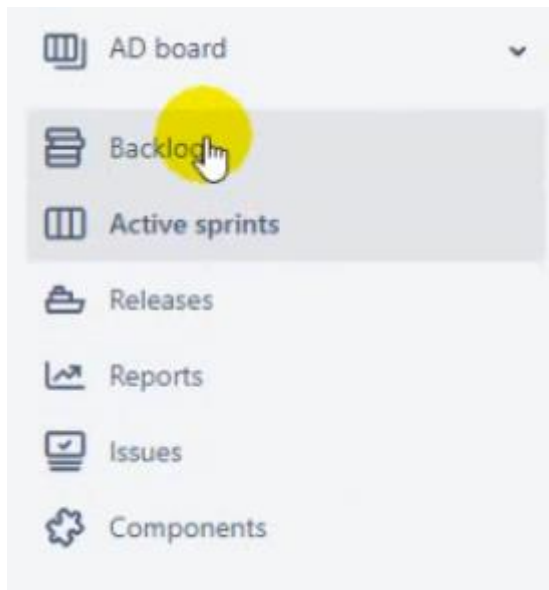 AD board
Backlog
Active sprints
Releases
Reports
Issues
Components